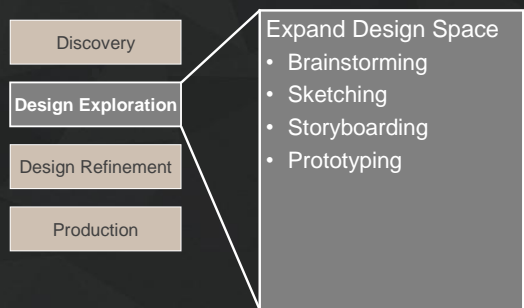 Discovery
Design Exploration
Design Refinement
Production
Expand Design Space
• Brainstorming
• Sketching
• Storyboarding
• Prototyping